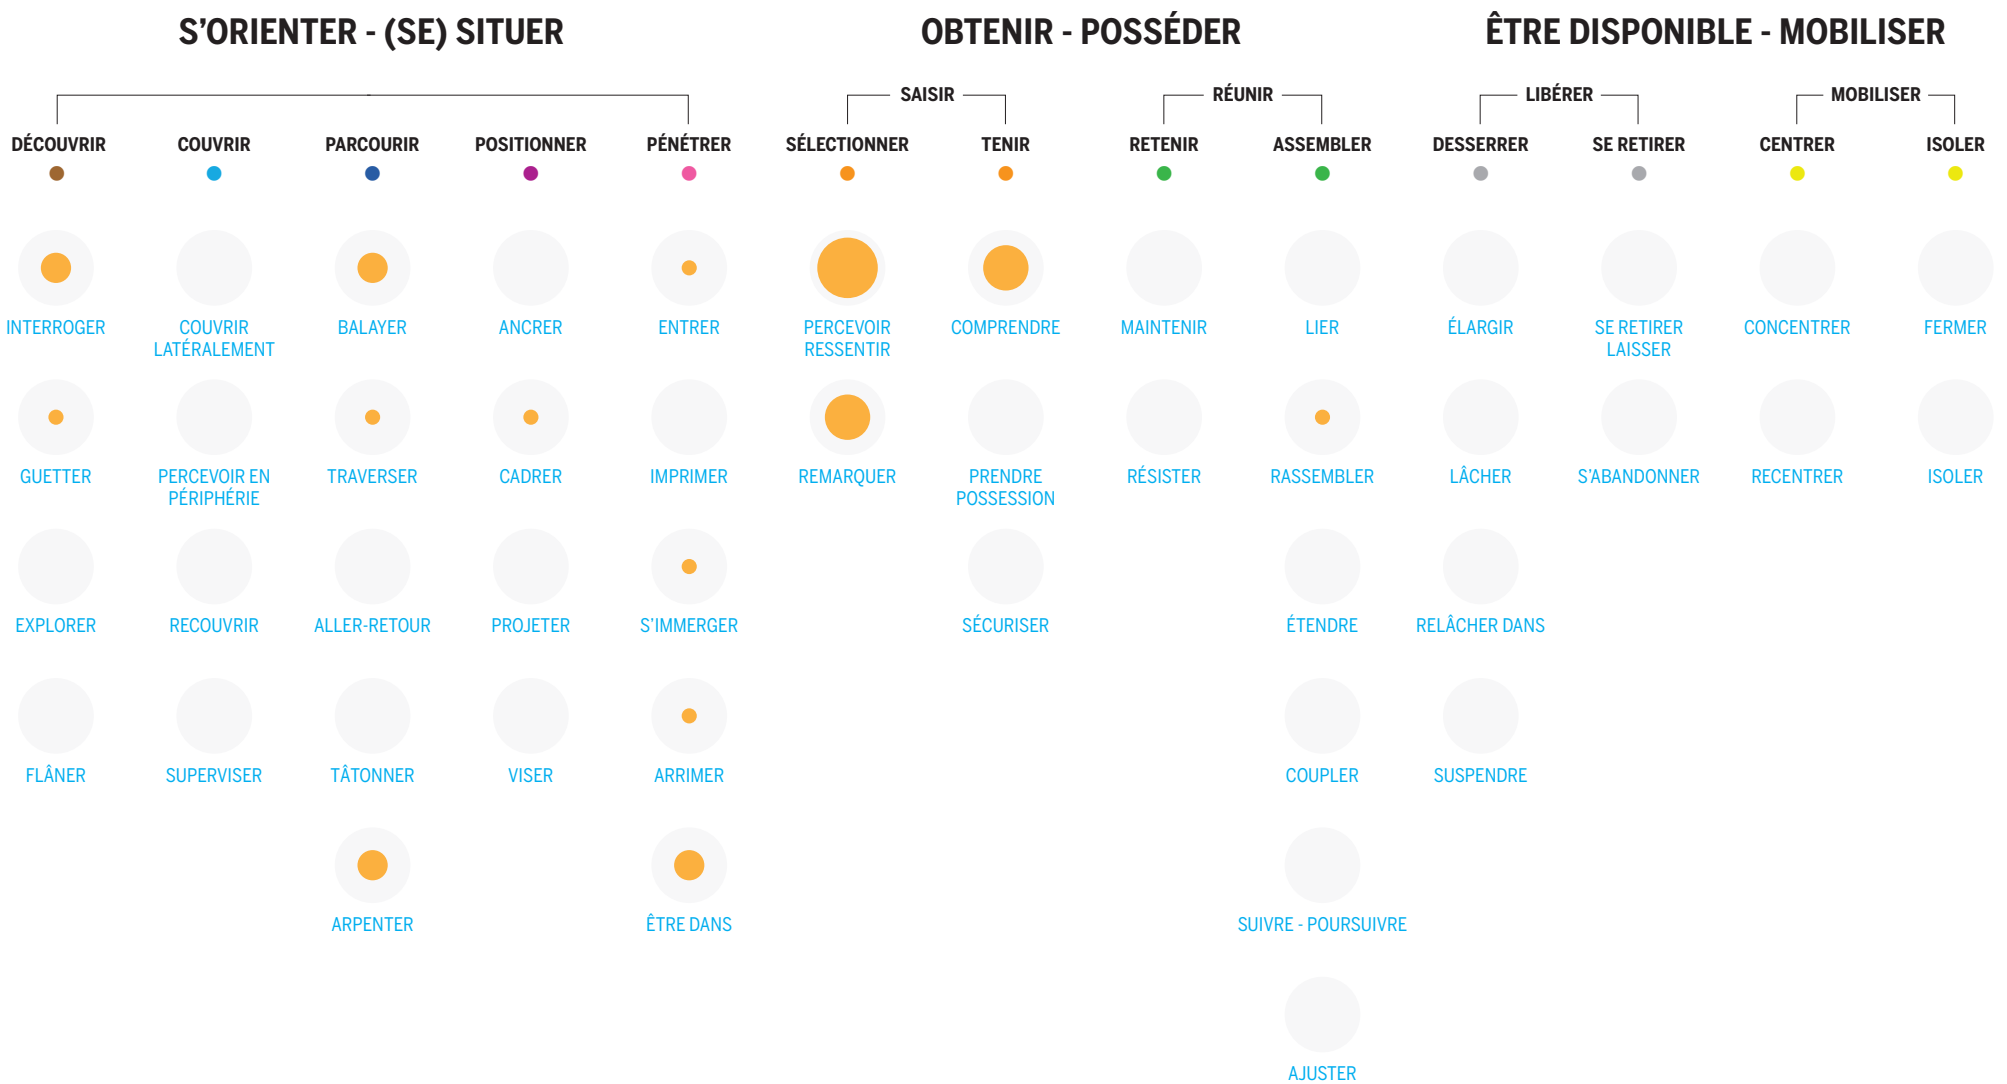 S'ORIENTER - (SE) SITUER
OBTENIR - POSSÉDER
ÊTRE DISPONIBLE - MOBILISER
SAISIR
RÉUNIR
LIBÉRER
MOBILISER
DÉCOUVRIR
COUVRIR
PARCOURIR
POSITIONNER
PÉNÉTRER
SÉLECTIONNER
TENIR
RETENIR
ASSEMBLER
DESSERRER
SE RETIRER
CENTRER
ISOLER
INTERROGER
COUVRIR
LATÉRALEMENT
BALAYER
ANCRER
ENTRER
PERCEVOIR
RESSENTIR
COMPRENDRE
MAINTENIR
LIER
ÉLARGIR
SE RETIRER
LAISSER
CONCENTRER
FERMER
GUETTER
PERCEVOIR EN
PÉRIPHÉRIE
TRAVERSER
CADRER
IMPRIMER
REMARQUER
PRENDRE
POSSESSION
RÉSISTER
RASSEMBLER
LÂCHER
S'ABANDONNER
RECENTRER
ISOLER
EXPLORER
RECOUVRIR
ALLER-RETOUR
PROJETER
S'IMMERGER
SÉCURISER
ÉTENDRE
RELÂCHER DANS
FLÂNER
SUPERVISER
TÂTONNER
VISER
ARRIMER
COUPLER
SUSPENDRE
ARPENTER
ÊTRE DANS
SUIVRE - POURSUIVRE
AJUSTER